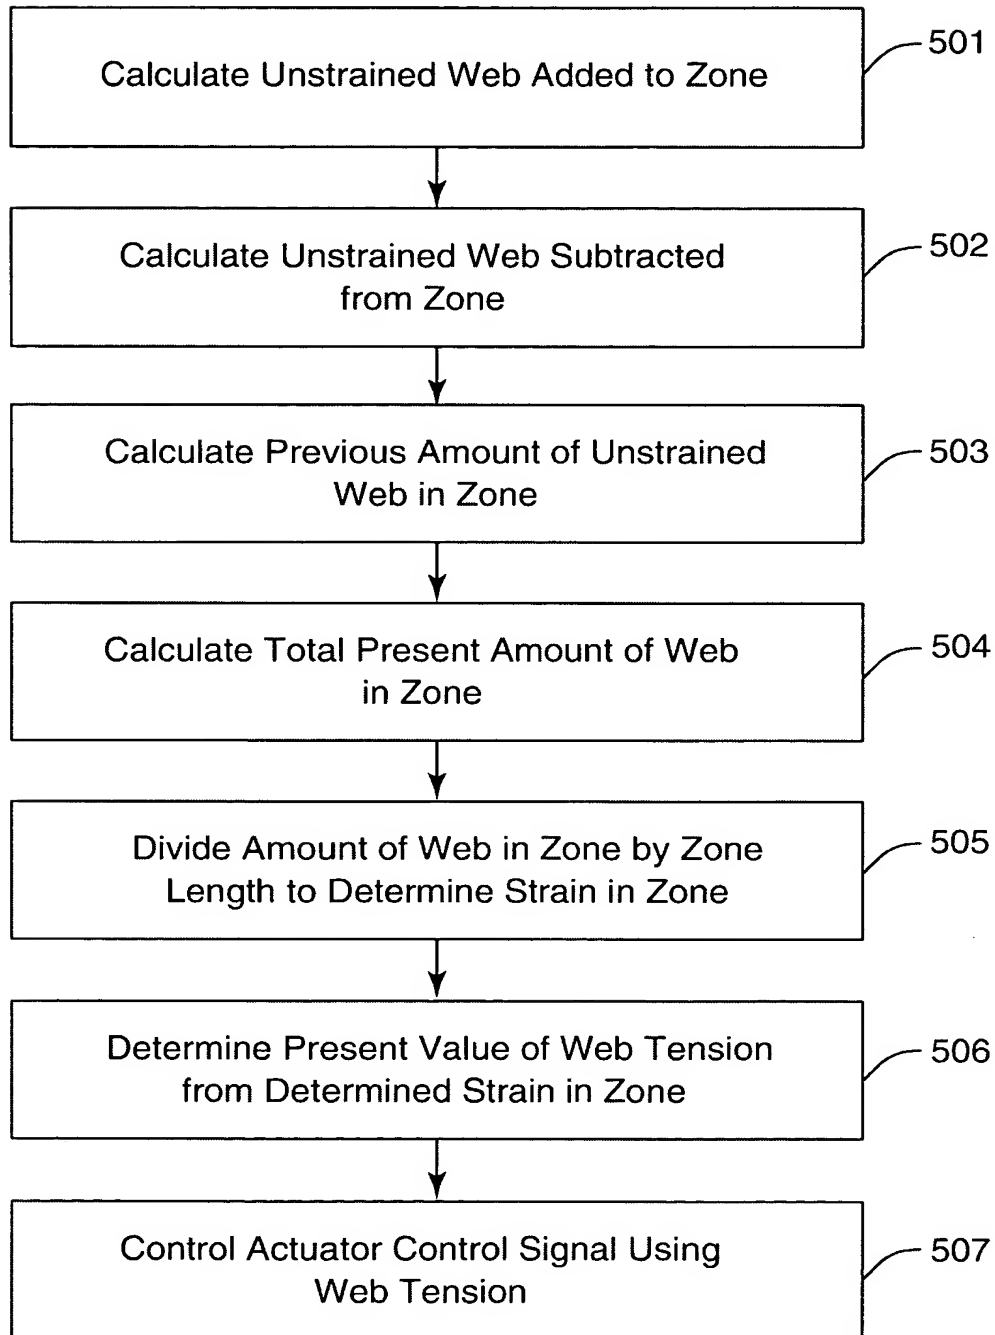 Calculate Unstrained Web Added to Zone
501
Calculate Unstrained Web Subtracted
from Zone
502
Calculate Previous Amount of Unstrained
Web in Zone
503
Calculate Total Present Amount of Web
in Zone
504
Divide Amount of Web in Zone by Zone
Length to Determine Strain in Zone
505
Determine Present Value of Web Tension
from Determined Strain in Zone
506
Control Actuator Control Signal Using
Web Tension
507